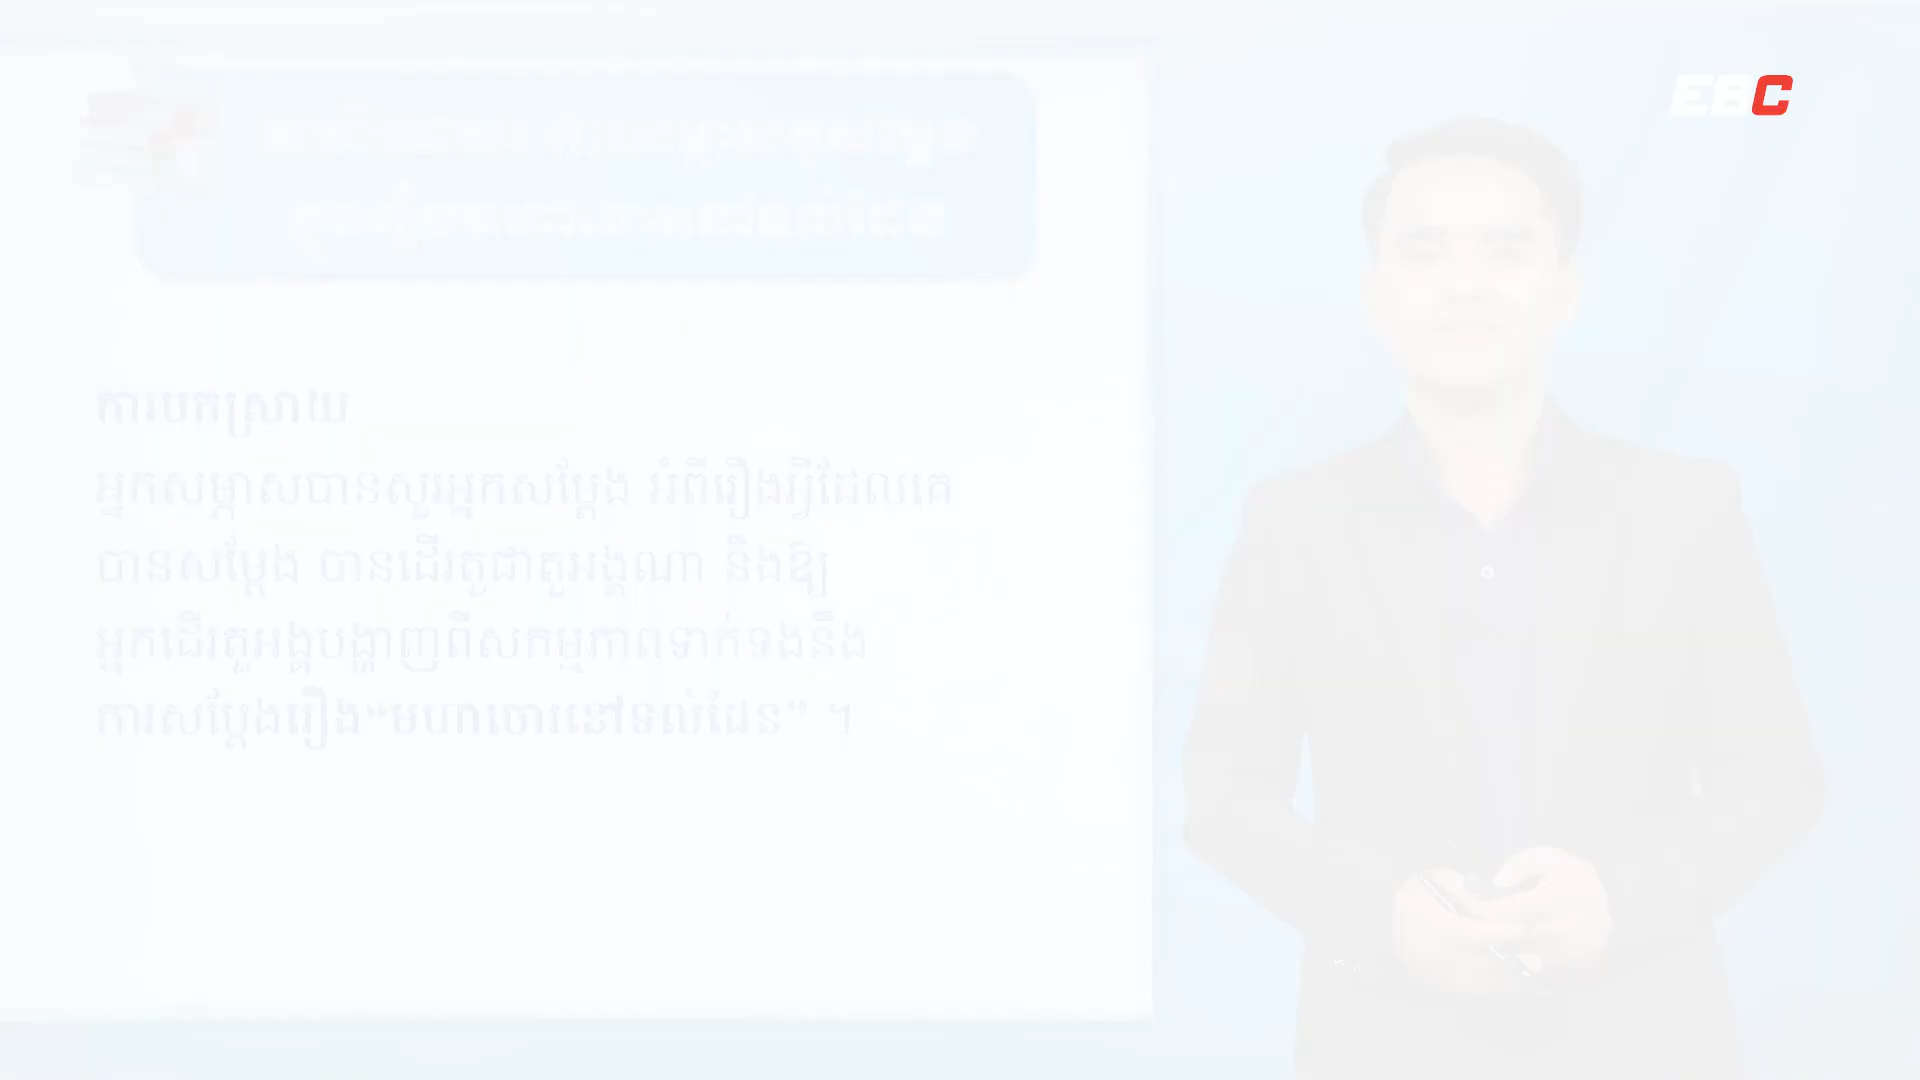 EBC
ការបកស្រាយ
អ្នកសម្ភាសបានសួរអ្នកសម្ដែង អំពីរឿងអ្វីដែលគេ
បានសម្ដែង បានដើរតួជាតួអង្គណា និងឱ្យ
អ្នកដើរតួអង្គបង្ហាញពីសកម្មភាពទាក់ទងនឹង
ការសម្ដែងរឿង“មហាចោរនៅទល់ដែន” ។